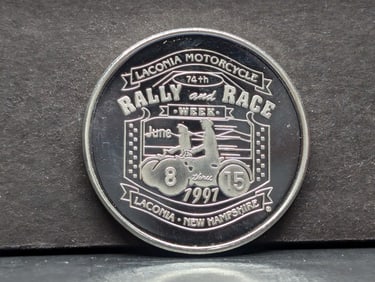 LACONIA MOTORCYCLE
74th
RALLY and RACE
· WEEK ·
June
8 thru 15
1997
LACONIA · NEW HAMPSHIRE